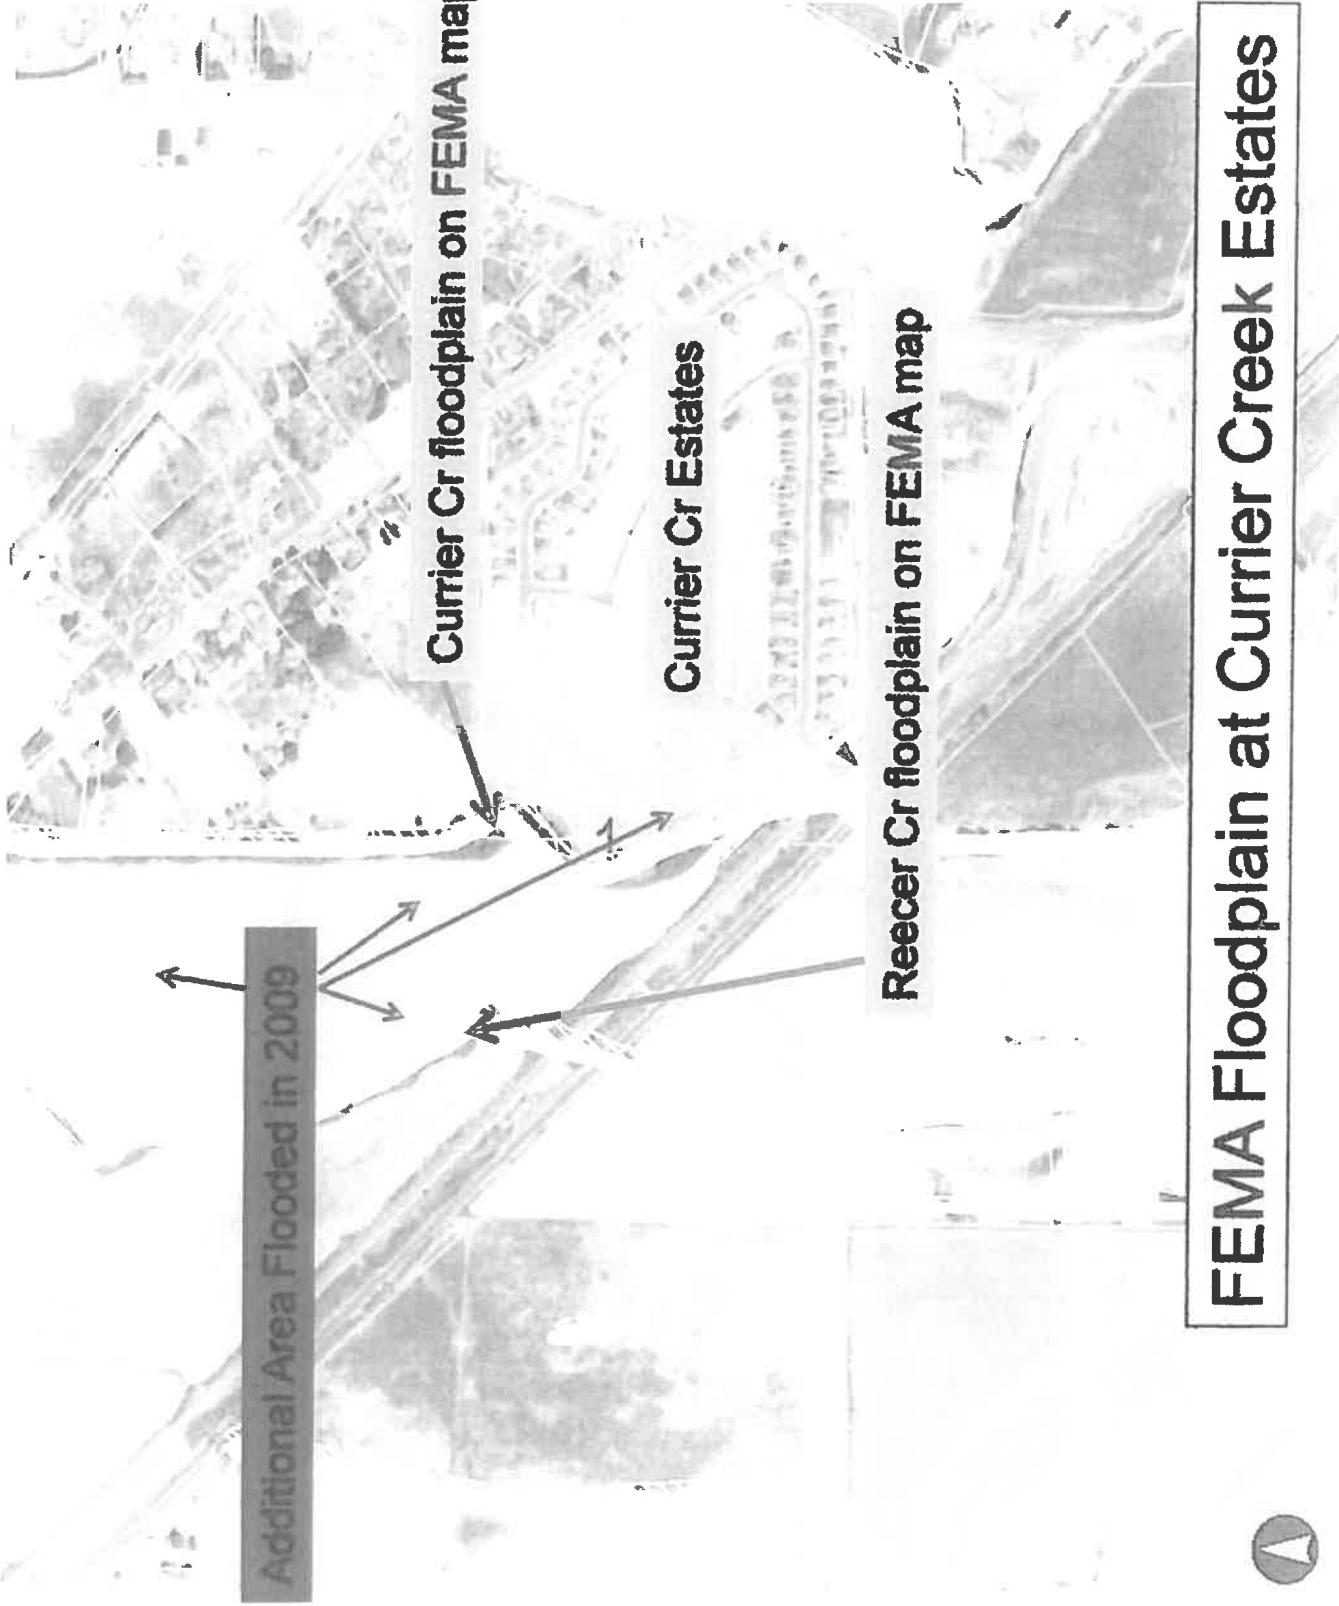 Additional Area Flooded in 2009
Currier Cr floodplain on FEMA map
Currier Cr Estates
Reecer Cr floodplain on FEMA map
FEMA Floodplain at Currier Creek Estates